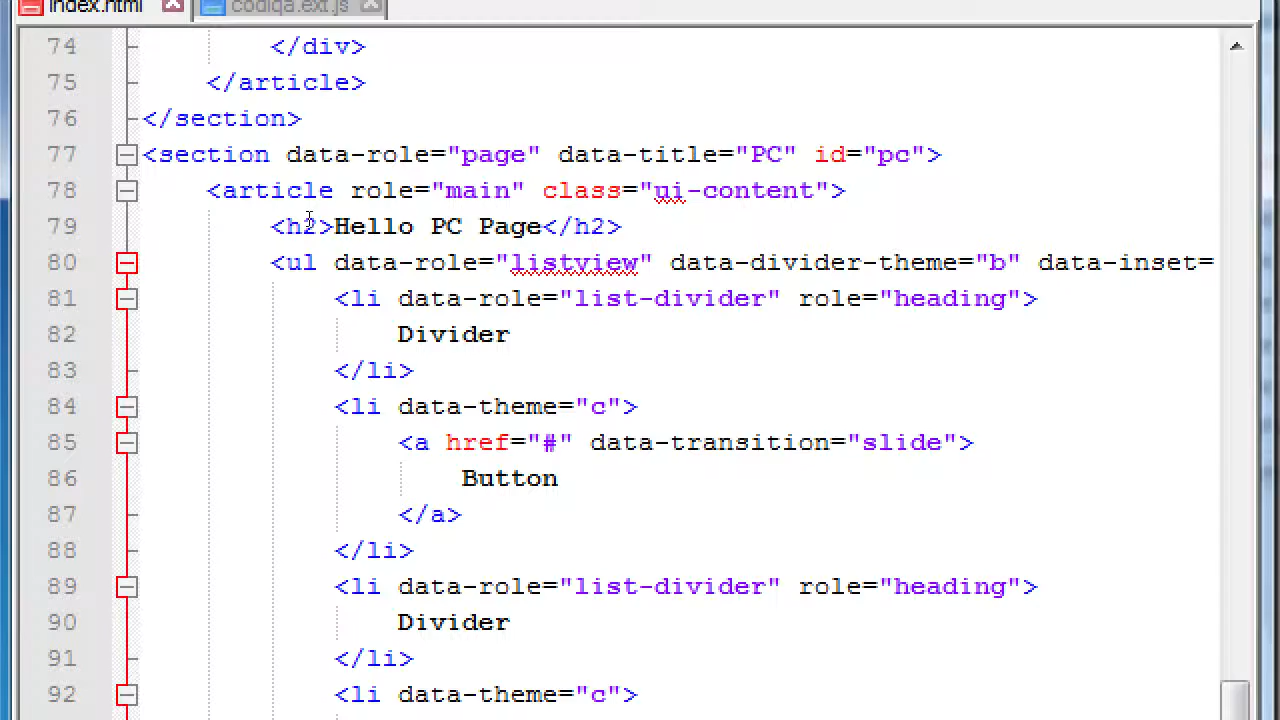 index.html codiqa.ext.js
74 </div>
75 </article>
76 </section>
77 <section data-role="page" data-title="PC" id="pc">
78 <article role="main" class="ui-content">
79 <h2>Hello PC Page</h2>
80 <ul data-role="listview" data-divider-theme="b" data-inset=
81 <li data-role="list-divider" role="heading">
82 Divider
83 </li>
84 <li data-theme="c">
85 <a href="#" data-transition="slide">
86 Button
87 </a>
88 </li>
89 <li data-role="list-divider" role="heading">
90 Divider
91 </li>
92 <li data-theme="c">